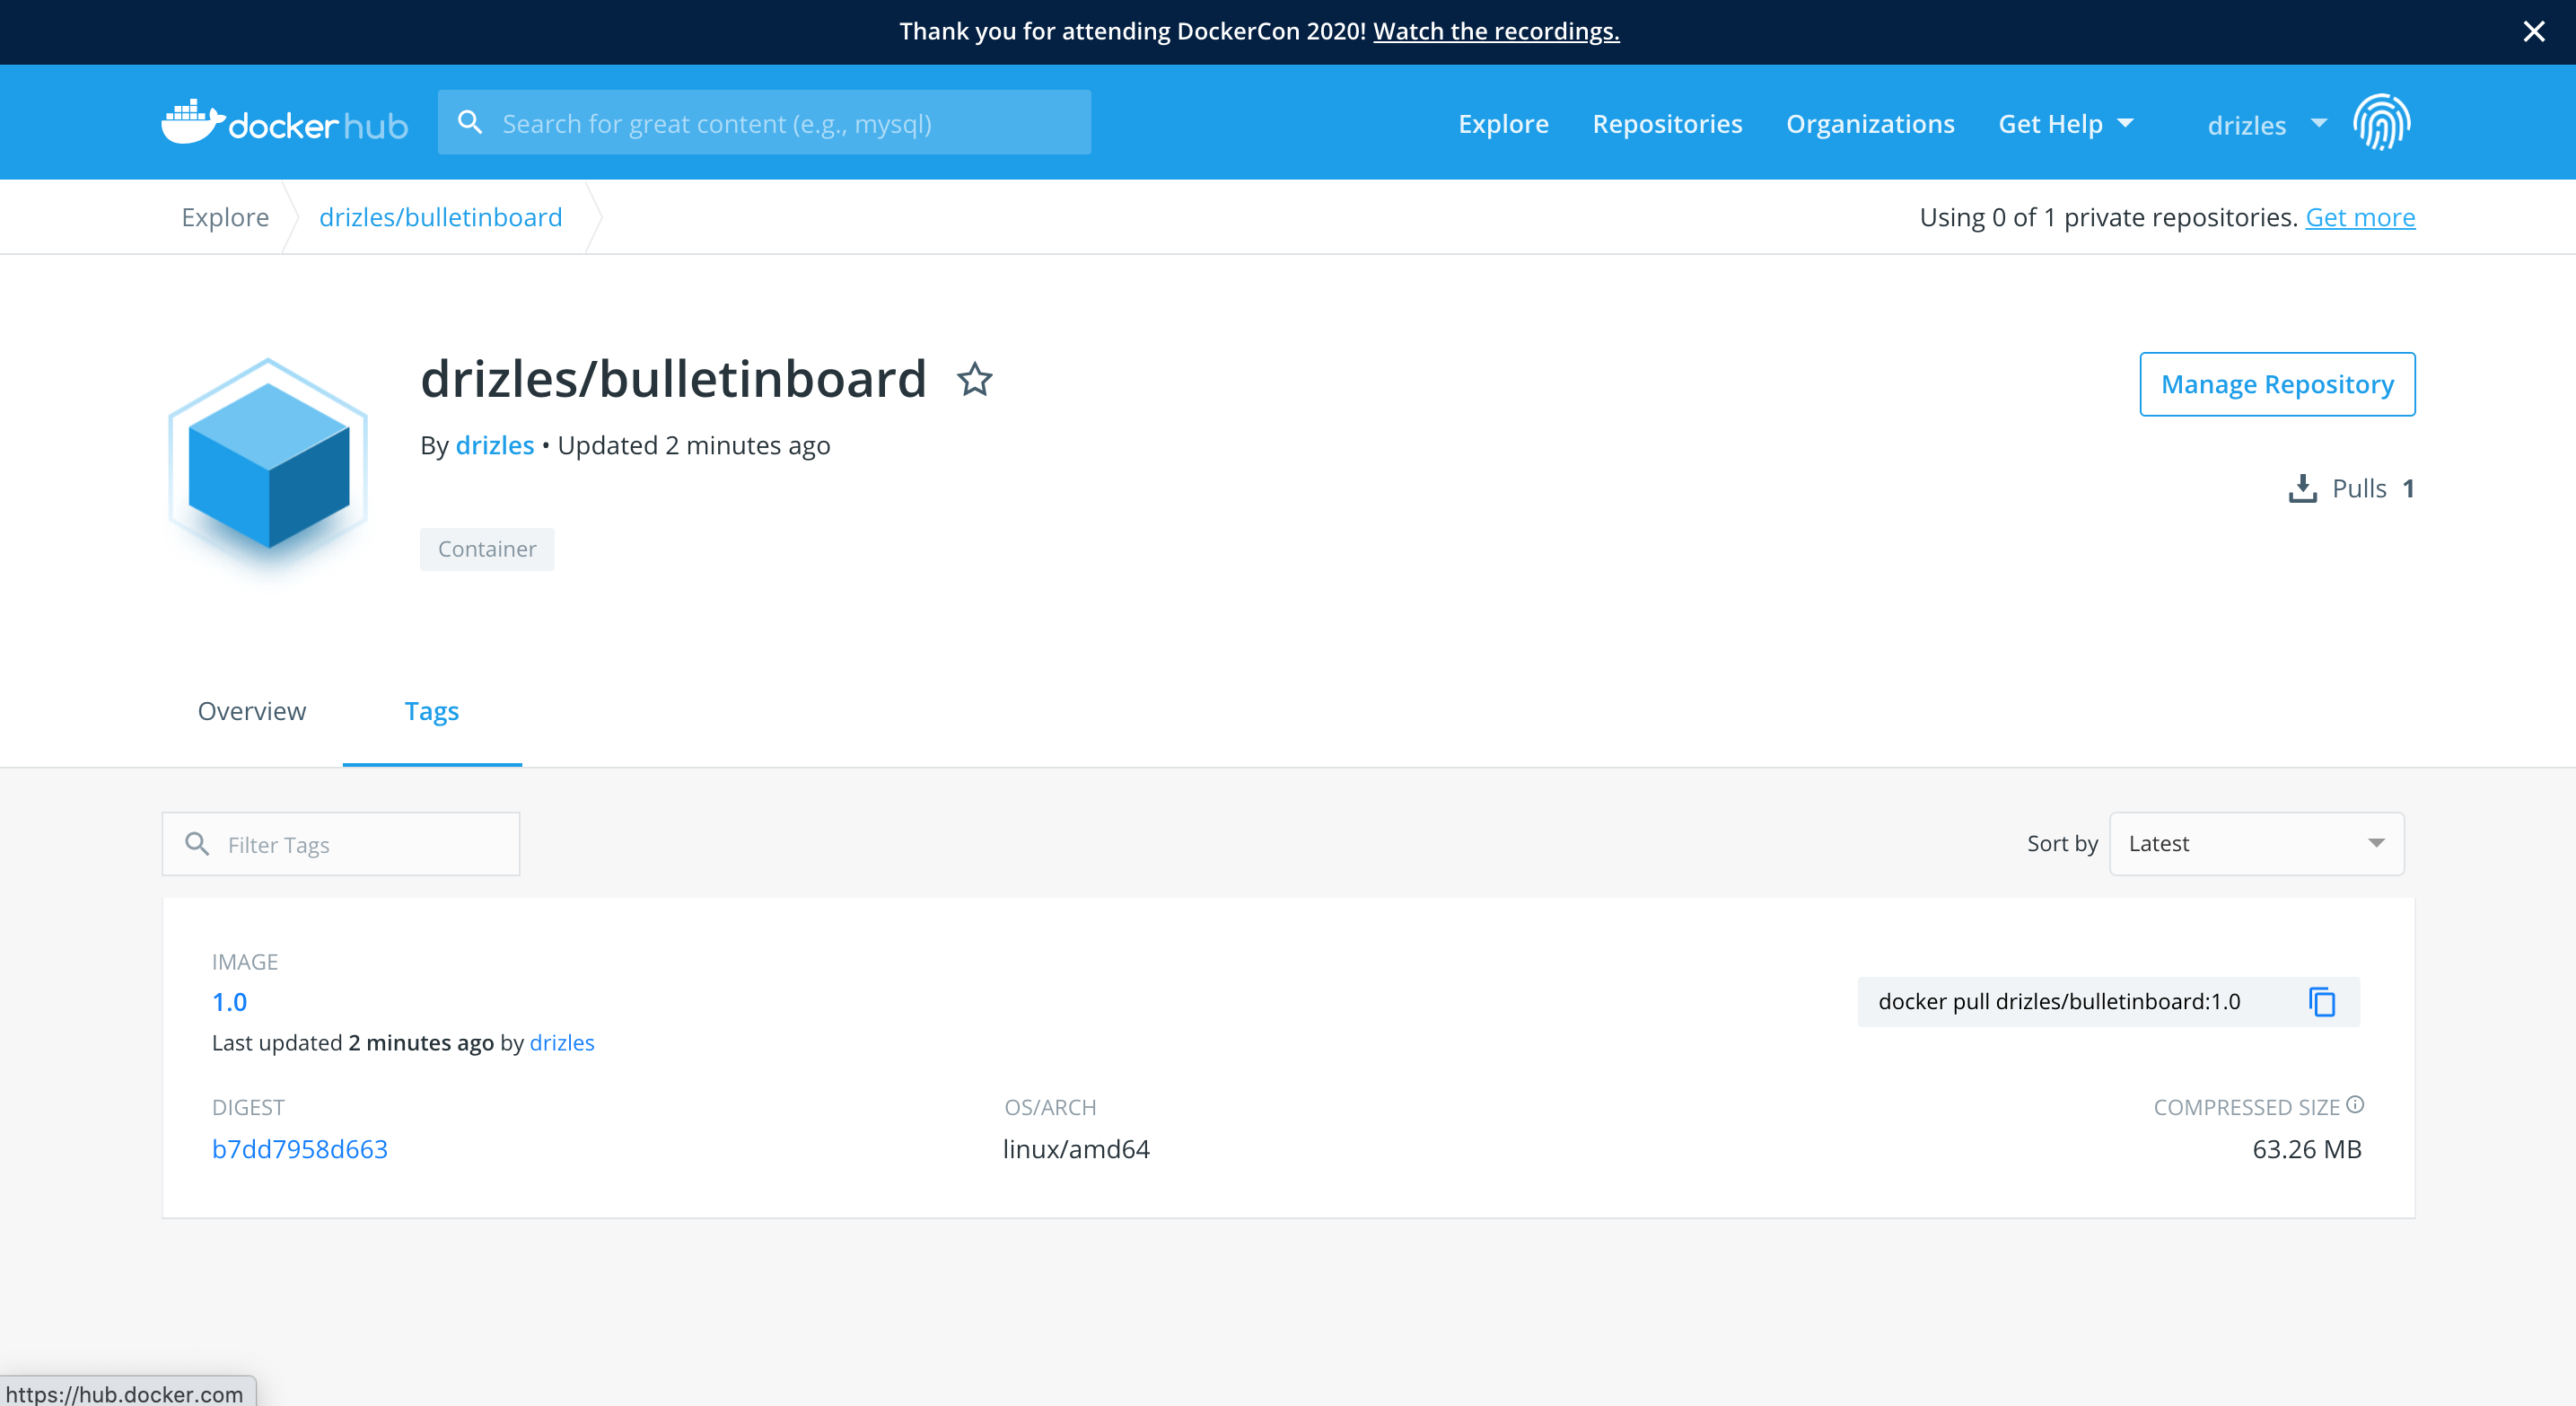 Thank you for attending DockerCon 2020! Watch the recordings.
docker hub
Search for great content (e.g., mysql)
Explore
Repositories
Organizations
Get Help
drizles
Explore
drizles/bulletinboard
Using 0 of 1 private repositories. Get more
drizles/bulletinboard
Manage Repository
By drizles • Updated 2 minutes ago
Pulls 1
Container
Overview
Tags
Filter Tags
Sort by
Latest
IMAGE
1.0
docker pull drizles/bulletinboard:1.0
Last updated 2 minutes ago by drizles
DIGEST
OS/ARCH
COMPRESSED SIZE
b7dd7958d663
linux/amd64
63.26 MB
https://hub.docker.com